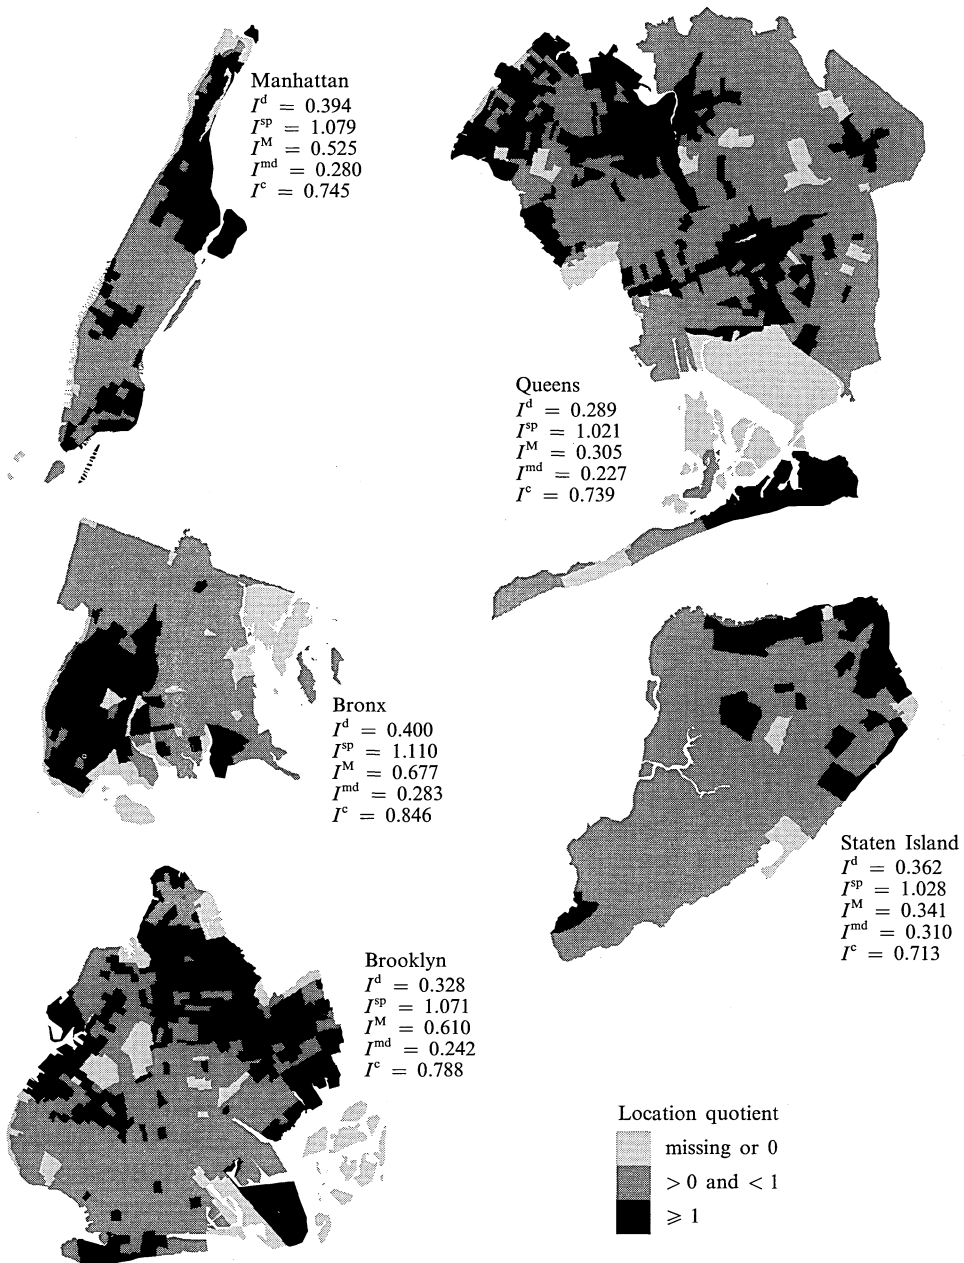 Manhattan
I^d = 0.394
I^sp = 1.079
I^M = 0.525
I^md = 0.280
I^c = 0.745
Queens
I^d = 0.289
I^sp = 1.021
I^M = 0.305
I^md = 0.227
I^c = 0.739
Bronx
I^d = 0.400
I^sp = 1.110
I^M = 0.677
I^md = 0.283
I^c = 0.846
Staten Island
I^d = 0.362
I^sp = 1.028
I^M = 0.341
I^md = 0.310
I^c = 0.713
Brooklyn
I^d = 0.328
I^sp = 1.071
I^M = 0.610
I^md = 0.242
I^c = 0.788
Location quotient
missing or 0
> 0 and < 1
⩾ 1